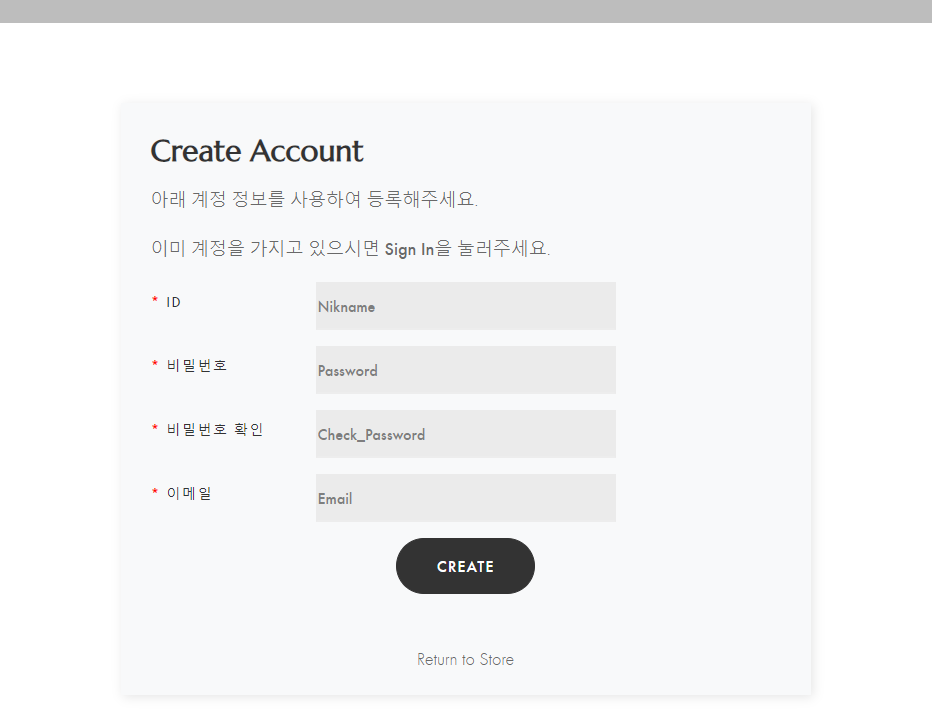 Create Account
아래 계정 정보를 사용하여 등록해주세요.
이미 계정을 가지고 있으시면 Sign In을 눌러주세요.
* ID
Nikname
* 비밀번호
Password
* 비밀번호 확인
Check_Password
* 이메일
Email
CREATE
Return to Store